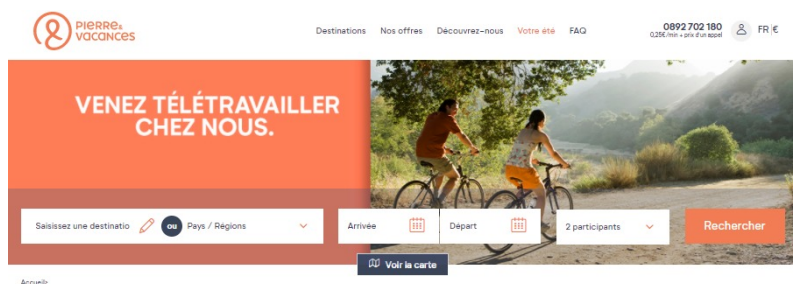 PIERRE &
VACANCES
Destinations Nos offres Découvrez-nous Votre été FAQ
0892 702 180
0,25€/min + prix d'un appel
FR | €
VENEZ TÉLÉTRAVAILLER
CHEZ NOUS.
Saisissez une destinatio ou Pays / Régions Arrivée Départ 2 participants Rechercher
Voir la carte
Accueil>